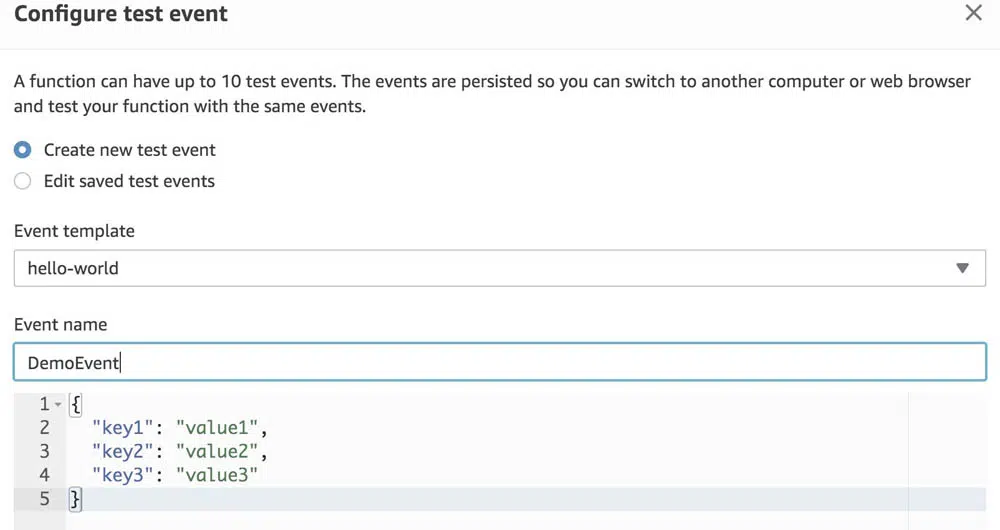 Configure test event
A function can have up to 10 test events. The events are persisted so you can switch to another computer or web browser
and test your function with the same events.
Create new test event
Edit saved test events
Event template
hello-world
Event name
DemoEvent
1 {
2 "key1": "value1",
3 "key2": "value2",
4 "key3": "value3"
5 }